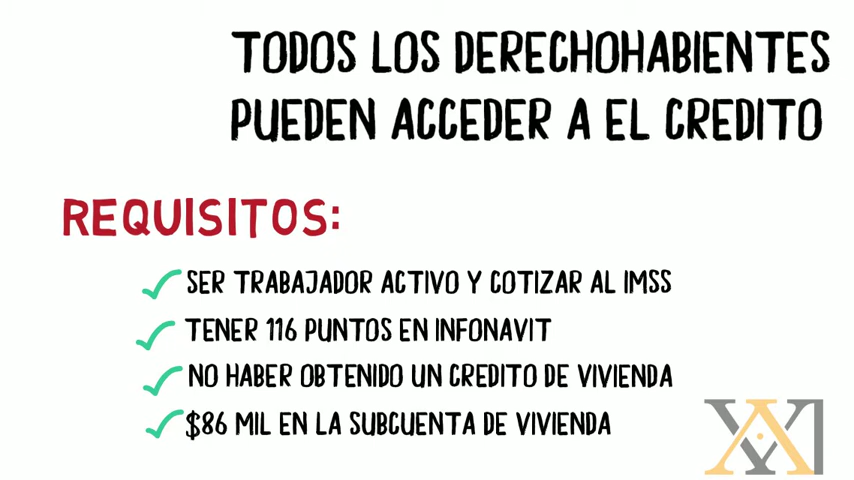 TODOS LOS DERECHOHABIENTES
PUEDEN ACCEDER A EL CREDITO
REQUISITOS:
SER TRABAJADOR ACTIVO Y COTIZAR AL IMSS
TENER 116 PUNTOS EN INFONAVIT
NO HABER OBTENIDO UN CREDITO DE VIVIENDA
$86 MIL EN LA SUBCUENTA DE VIVIENDA